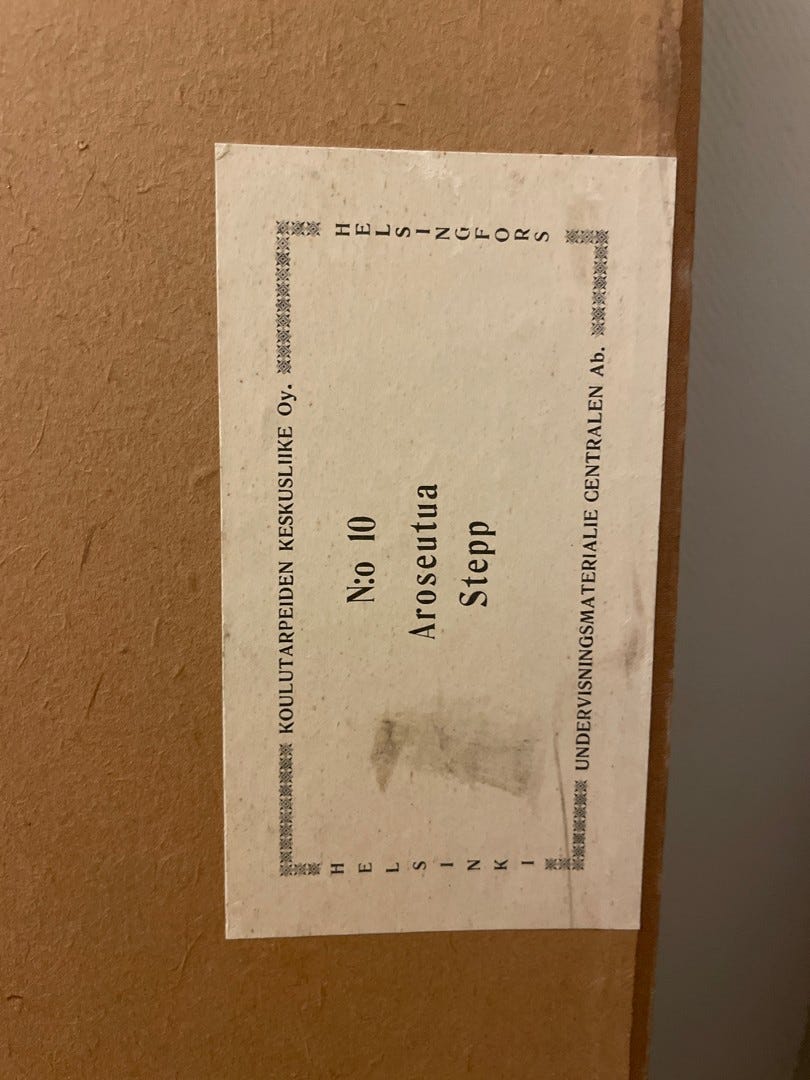 KOULUTARPEIDEN KESKUSLIIKE Oy.
HELSINKI
HELSINGFORS
N:o 10
Aroseutua
Stepp
UNDERVISNINGSMATERIALIE CENTRALEN Ab.